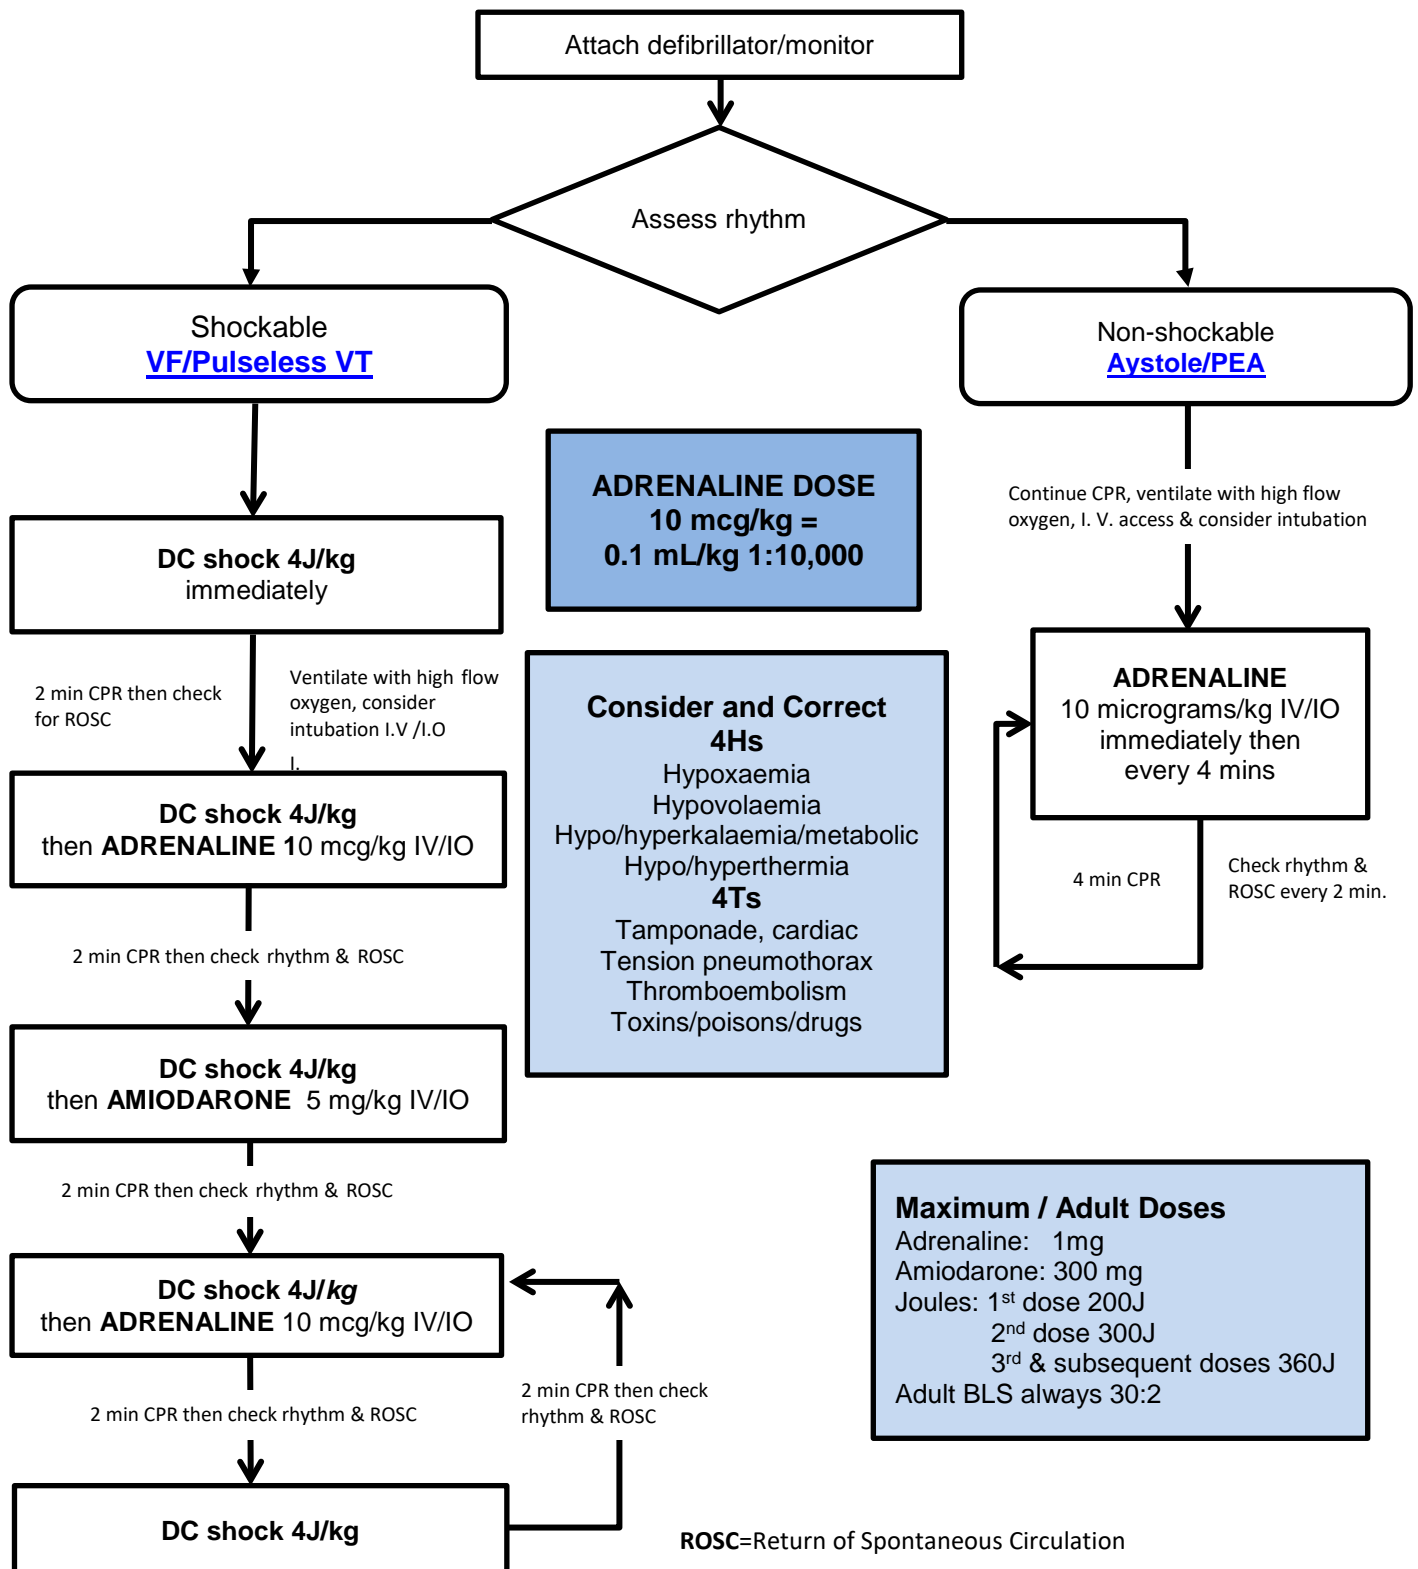 Attach defibrillator/monitor
Assess rhythm
Shockable
VF/Pulseless VT
Non-shockable
Aystole/PEA
ADRENALINE DOSE
10 mcg/kg =
0.1 mL/kg 1:10,000
Continue CPR, ventilate with high flow
oxygen, I. V. access & consider intubation
DC shock 4J/kg
immediately
2 min CPR then check
for ROSC
Ventilate with high flow
oxygen, consider
intubation I.V /I.O
I.
Consider and Correct
4Hs
Hypoxaemia
Hypovolaemia
Hypo/hyperkalaemia/metabolic
Hypo/hyperthermia
4Ts
Tamponade, cardiac
Tension pneumothorax
Thromboembolism
Toxins/poisons/drugs
ADRENALINE
10 micrograms/kg IV/IO
immediately then
every 4 mins
4 min CPR
Check rhythm &
ROSC every 2 min.
DC shock 4J/kg
then ADRENALINE 10 mcg/kg IV/IO
2 min CPR then check rhythm & ROSC
DC shock 4J/kg
then AMIODARONE 5 mg/kg IV/IO
2 min CPR then check rhythm & ROSC
DC shock 4J/kg
then ADRENALINE 10 mcg/kg IV/IO
2 min CPR then check rhythm & ROSC
2 min CPR then check
rhythm & ROSC
DC shock 4J/kg
Maximum / Adult Doses
Adrenaline: 1mg
Amiodarone: 300 mg
Joules: 1st dose 200J
2nd dose 300J
3rd & subsequent doses 360J
Adult BLS always 30:2
ROSC=Return of Spontaneous Circulation